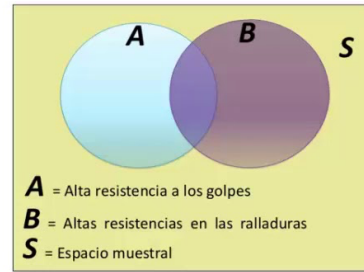 A B S
A = Alta resistencia a los golpes
B = Altas resistencias en las ralladuras
S = Espacio muestral